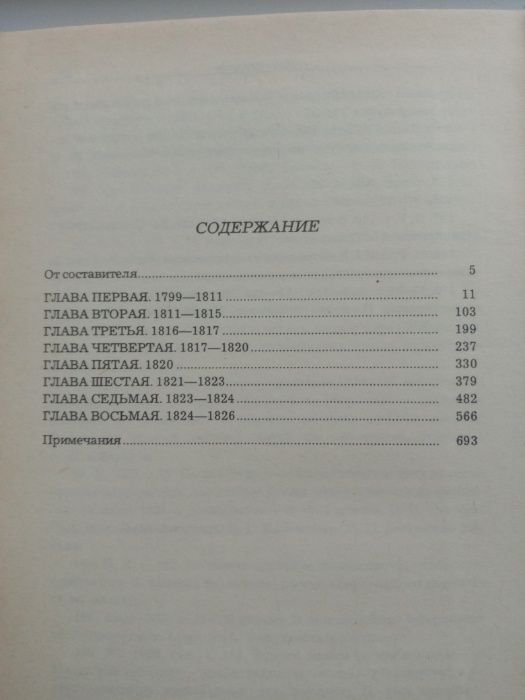 СОДЕРЖАНИЕ
От составителя........................................ 5
ГЛАВА ПЕРВАЯ. 1799—1811........................................ 11
ГЛАВА ВТОРАЯ. 1811—1815........................................ 103
ГЛАВА ТРЕТЬЯ. 1816—1817........................................ 199
ГЛАВА ЧЕТВЕРТАЯ. 1817—1820........................................ 237
ГЛАВА ПЯТАЯ. 1820........................................ 330
ГЛАВА ШЕСТАЯ. 1821—1823........................................ 379
ГЛАВА СЕДЬМАЯ. 1823—1824........................................ 482
ГЛАВА ВОСЬМАЯ. 1824—1826........................................ 566
Примечания........................................ 693